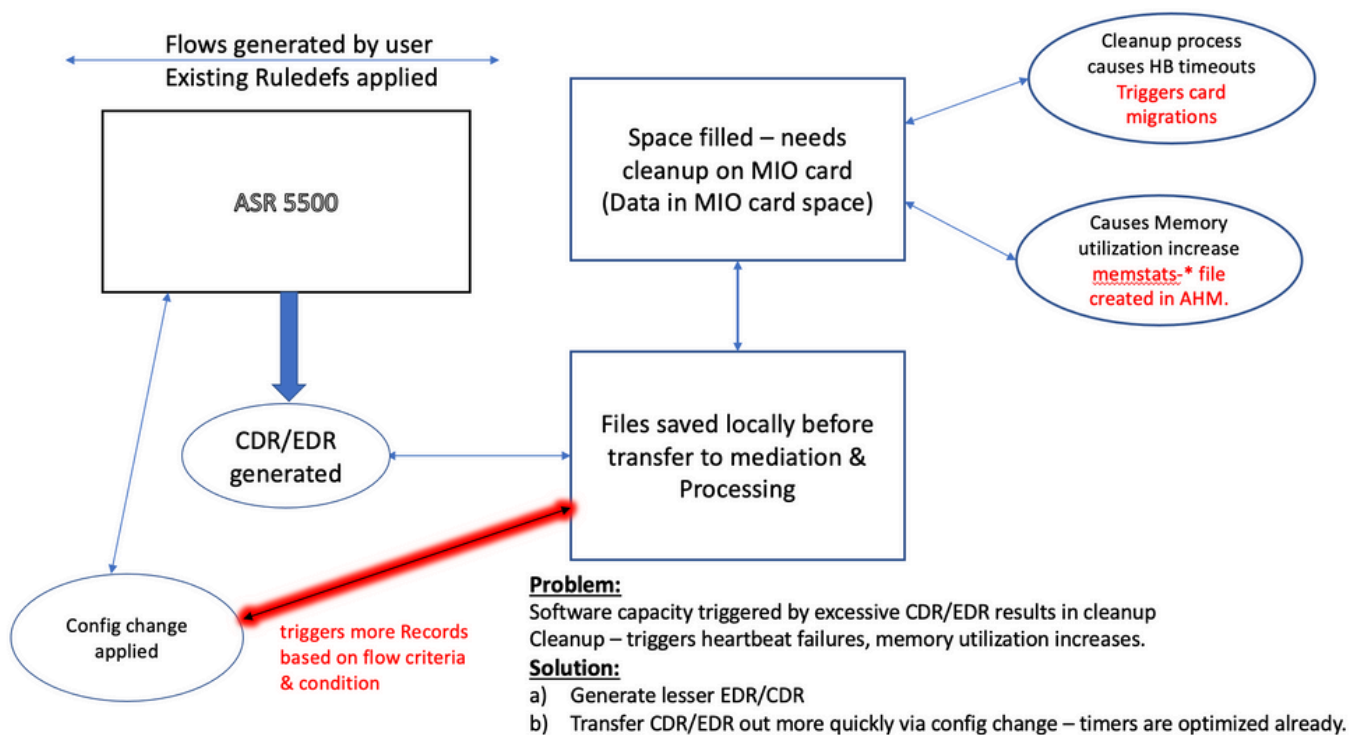 Flows generated by user
Existing Ruledefs applied
ASR 5500
CDR/EDR
generated
Config change
applied
triggers more Records
based on flow criteria
& condition
Space filled – needs
cleanup on MIO card
(Data in MIO card space)
Files saved locally before
transfer to mediation &
Processing
Cleanup process
causes HB timeouts
Triggers card
migrations
Causes Memory
utilization increase
memstats-* file
created in AHM.
Problem:
Software capacity triggered by excessive CDR/EDR results in cleanup
Cleanup – triggers heartbeat failures, memory utilization increases.
Solution:
a) Generate lesser EDR/CDR
b) Transfer CDR/EDR out more quickly via config change – timers are optimized already.